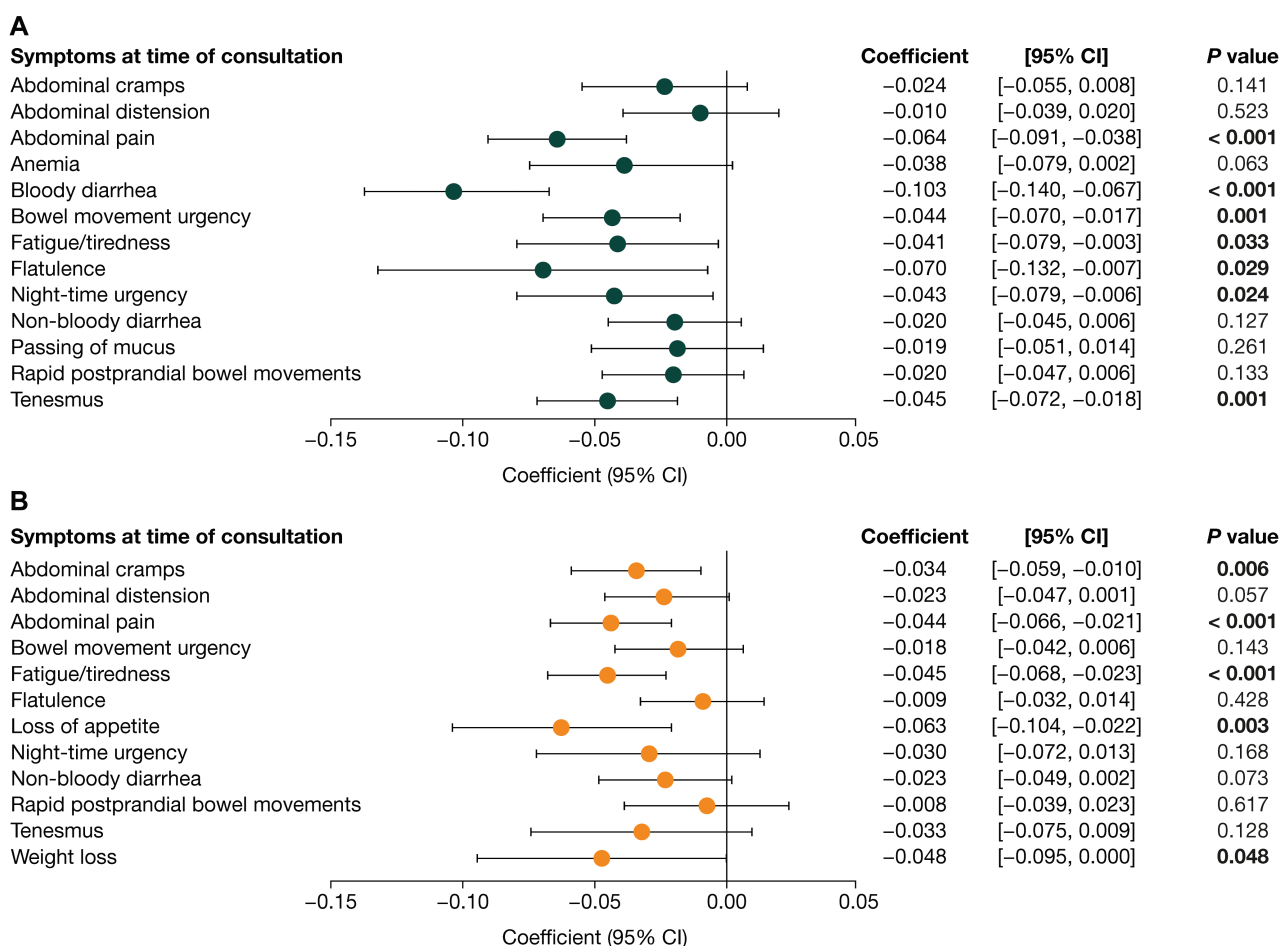 A
Symptoms at time of consultation Coefficient [95% CI] P value
Abdominal cramps −0.024 [−0.055, 0.008] 0.141
Abdominal distension −0.010 [−0.039, 0.020] 0.523
Abdominal pain −0.064 [−0.091, −0.038] < 0.001
Anemia −0.038 [−0.079, 0.002] 0.063
Bloody diarrhea −0.103 [−0.140, −0.067] < 0.001
Bowel movement urgency −0.044 [−0.070, −0.017] 0.001
Fatigue/tiredness −0.041 [−0.079, −0.003] 0.033
Flatulence −0.070 [−0.132, −0.007] 0.029
Night-time urgency −0.043 [−0.079, −0.006] 0.024
Non-bloody diarrhea −0.020 [−0.045, 0.006] 0.127
Passing of mucus −0.019 [−0.051, 0.014] 0.261
Rapid postprandial bowel movements −0.020 [−0.047, 0.006] 0.133
Tenesmus −0.045 [−0.072, −0.018] 0.001
−0.15 −0.10 −0.05 0.00 0.05
Coefficient (95% CI)
B
Symptoms at time of consultation Coefficient [95% CI] P value
Abdominal cramps −0.034 [−0.059, −0.010] 0.006
Abdominal distension −0.023 [−0.047, 0.001] 0.057
Abdominal pain −0.044 [−0.066, −0.021] < 0.001
Bowel movement urgency −0.018 [−0.042, 0.006] 0.143
Fatigue/tiredness −0.045 [−0.068, −0.023] < 0.001
Flatulence −0.009 [−0.032, 0.014] 0.428
Loss of appetite −0.063 [−0.104, −0.022] 0.003
Night-time urgency −0.030 [−0.072, 0.013] 0.168
Non-bloody diarrhea −0.023 [−0.049, 0.002] 0.073
Rapid postprandial bowel movements −0.008 [−0.039, 0.023] 0.617
Tenesmus −0.033 [−0.075, 0.009] 0.128
Weight loss −0.048 [−0.095, 0.000] 0.048
−0.15 −0.10 −0.05 0.00 0.05
Coefficient (95% CI)